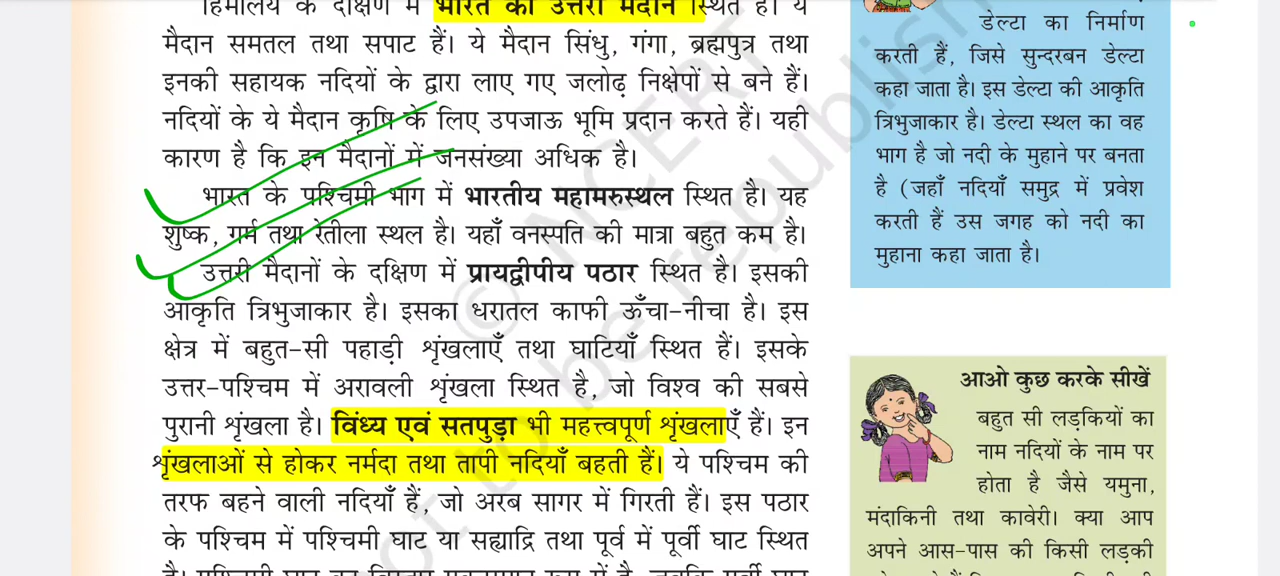 हिमालय के दक्षिण में भारत का उत्तरी मैदान स्थित है। ये
मैदान समतल तथा सपाट हैं। ये मैदान सिंधु, गंगा, ब्रह्मपुत्र तथा
इनकी सहायक नदियों के द्वारा लाए गए जलोढ़ निक्षेपों से बने हैं।
नदियों के ये मैदान कृषि के लिए उपजाऊ भूमि प्रदान करते हैं। यही
कारण है कि इन मैदानों में जनसंख्या अधिक है।
भारत के पश्चिमी भाग में भारतीय महामरुस्थल स्थित है। यह
शुष्क, गर्म तथा रेतीला स्थल है। यहाँ वनस्पति की मात्रा बहुत कम है।
उत्तरी मैदानों के दक्षिण में प्रायद्वीपीय पठार स्थित है। इसकी
आकृति त्रिभुजाकार है। इसका धरातल काफी ऊँचा-नीचा है। इस
क्षेत्र में बहुत-सी पहाड़ी शृंखलाएँ तथा घाटियाँ स्थित हैं। इसके
उत्तर-पश्चिम में अरावली शृंखला स्थित है, जो विश्व की सबसे
पुरानी शृंखला है। विंध्य एवं सतपुड़ा भी महत्त्वपूर्ण शृंखलाएँ हैं। इन
शृंखलाओं से होकर नर्मदा तथा तापी नदियाँ बहती हैं। ये पश्चिम की
तरफ बहने वाली नदियाँ हैं, जो अरब सागर में गिरती हैं। इस पठार
के पश्चिम में पश्चिमी घाट या सह्याद्रि तथा पूर्व में पूर्वी घाट स्थित
डेल्टा का निर्माण
करती हैं, जिसे सुन्दरबन डेल्टा
कहा जाता है। इस डेल्टा की आकृति
त्रिभुजाकार है। डेल्टा स्थल का वह
भाग है जो नदी के मुहाने पर बनता
है (जहाँ नदियाँ समुद्र में प्रवेश
करती हैं उस जगह को नदी का
मुहाना कहा जाता है।
आओ कुछ करके सीखें
बहुत सी लड़कियों का
नाम नदियों के नाम पर
होता है जैसे यमुना,
मंदाकिनी तथा कावेरी। क्या आप
अपने आस-पास की किसी लड़की
© NCERT
not to be republished